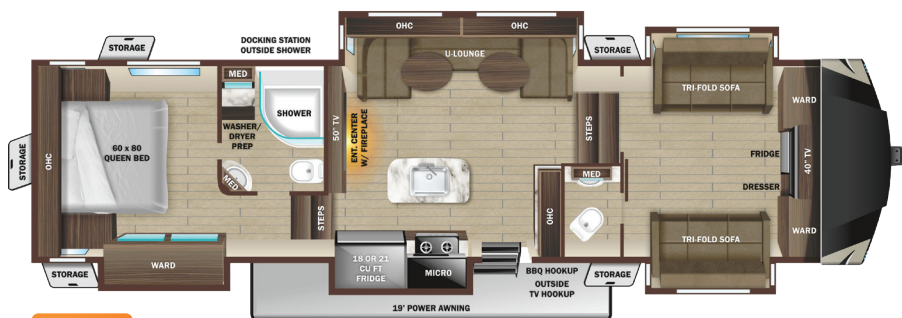 STORAGE
DOCKING STATION
OUTSIDE SHOWER
OHC
OHC
STORAGE
U-LOUNGE
MED
SHOWER
WASHER/
DRYER
PREP
50" TV
ENT. CENTER
W/ FIREPLACE
TRI-FOLD SOFA
WARD
STORAGE
OHC
60 x 80
QUEEN BED
STEPS
FRIDGE
40" TV
DRESSER
MED
MED
STEPS
OHC
TRI-FOLD SOFA
WARD
WARD
18 OR 21
CU FT
FRIDGE
MICRO
STORAGE
BBQ HOOKUP
OUTSIDE
TV HOOKUP
STORAGE
19' POWER AWNING